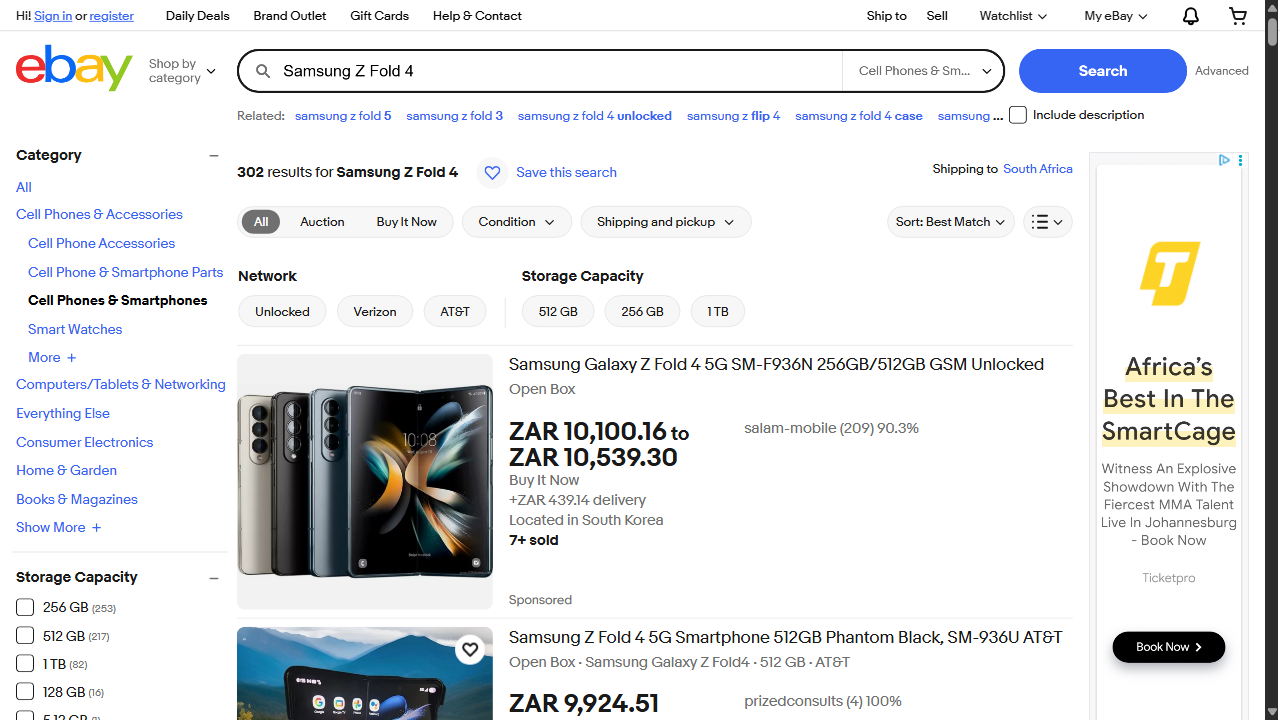 Hi! Sign in or register
Daily Deals
Brand Outlet
Gift Cards
Help & Contact
Ship to
Sell
Watchlist
My eBay
ebay
Shop by
category
Samsung Z Fold 4
Cell Phones & Sm...
Search
Advanced
Related: samsung z fold 5 samsung z fold 3 samsung z fold 4 unlocked samsung z flip 4 samsung z fold 4 case samsung ...
Include description
Category
All
Cell Phones & Accessories
Cell Phone Accessories
Cell Phone & Smartphone Parts
Cell Phones & Smartphones
Smart Watches
More +
Computers/Tablets & Networking
Everything Else
Consumer Electronics
Home & Garden
Books & Magazines
Show More +
Storage Capacity
256 GB (253)
512 GB (217)
1 TB (82)
128 GB (16)
302 results for Samsung Z Fold 4
Save this search
Shipping to South Africa
All
Auction
Buy It Now
Condition
Shipping and pickup
Sort: Best Match
Network
Unlocked
Verizon
AT&T
Storage Capacity
512 GB
256 GB
1 TB
Samsung Galaxy Z Fold 4 5G SM-F936N 256GB/512GB GSM Unlocked
Open Box
ZAR 10,100.16 to
ZAR 10,539.30
Buy It Now
+ZAR 439.14 delivery
Located in South Korea
7+ sold
salam-mobile (209) 90.3%
Sponsored
10:08
Samsung Z Fold 4 5G Smartphone 512GB Phantom Black, SM-936U AT&T
Open Box · Samsung Galaxy Z Fold4 · 512 GB · AT&T
ZAR 9,924.51
prizedconsults (4) 100%
T
Africa's
Best In The
SmartCage
Witness An Explosive
Showdown With The
Fiercest MMA Talent
Live In Johannesburg
- Book Now
Ticketpro
Book Now